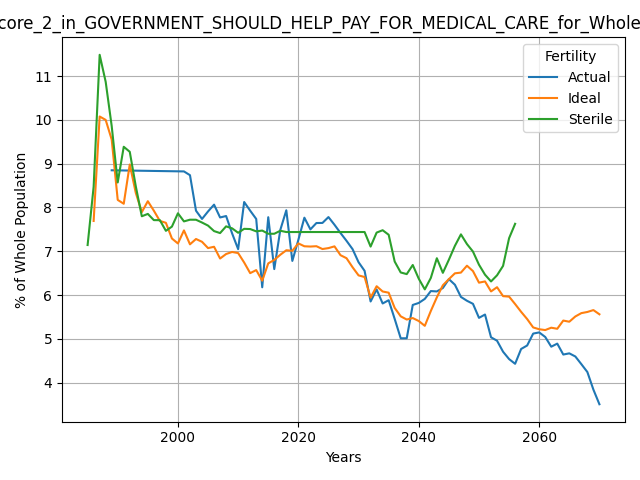 core_2_in_GOVERNMENT_SHOULD_HELP_PAY_FOR_MEDICAL_CARE_for_Whole
Fertility
Actual
Ideal
Sterile
% of Whole Population
11
10
9
8
7
6
5
4
2000
2020
2040
2060
Years